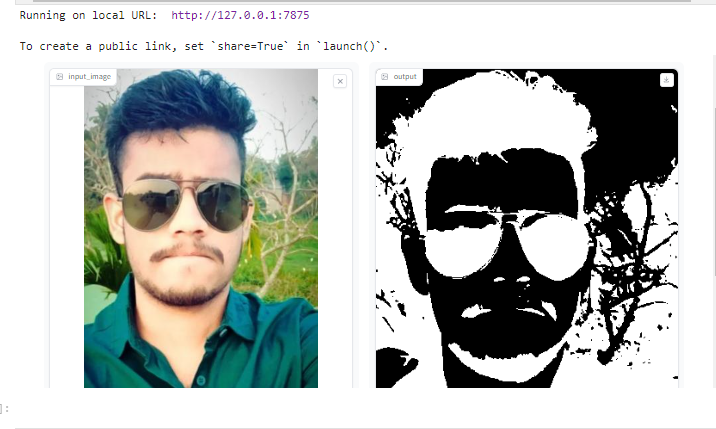 Running on local URL:  http://127.0.0.1:7875
To create a public link, set `share=True` in `launch()`.
input_image
output
]: